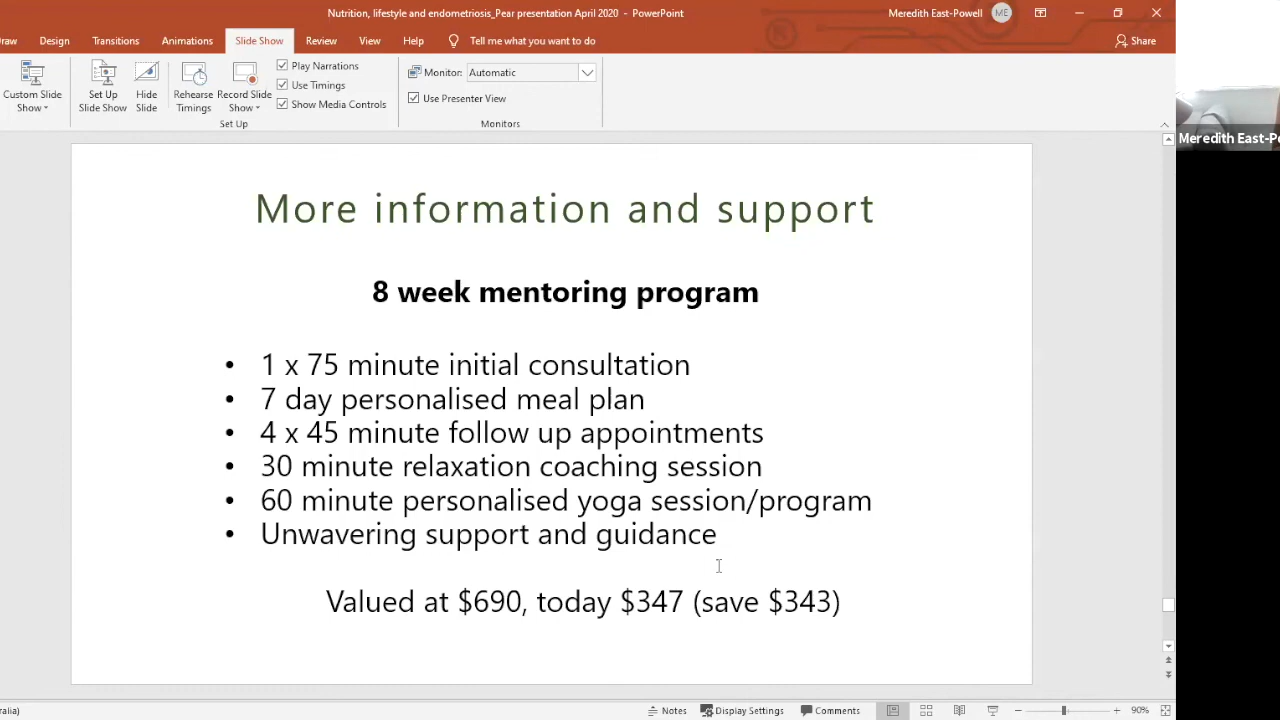 Nutrition, lifestyle and endometriosis_Pear presentation April 2020 - PowerPoint
Meredith East-Powell
ME
Design Transitions Animations Slide Show Review View Help Tell me what you want to do
Share
Custom Slide Show
Set Up Slide Show
Hide Slide
Rehearse Timings
Record Slide Show
Play Narrations
Use Timings
Show Media Controls
Set Up
Monitor: Automatic
Use Presenter View
Monitors
Meredith East-P
More information and support
8 week mentoring program
• 1 x 75 minute initial consultation
• 7 day personalised meal plan
• 4 x 45 minute follow up appointments
• 30 minute relaxation coaching session
• 60 minute personalised yoga session/program
• Unwavering support and guidance
Valued at $690, today $347 (save $343)
Notes Display Settings Comments 90%